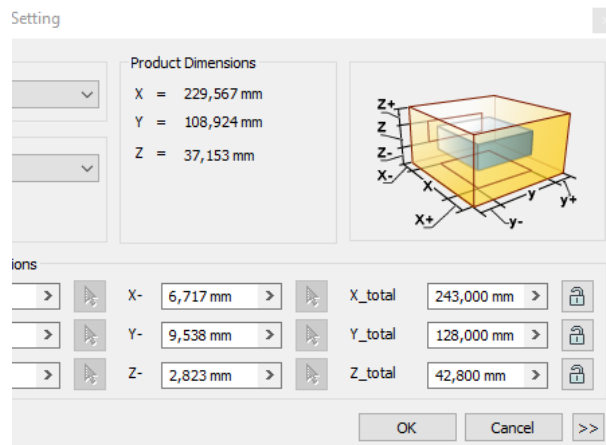 Setting
Product Dimensions
X = 229,567 mm
Y = 108,924 mm
Z = 37,153 mm
Z+
Z
Z-
X-
X
X+
y
y+
y-
ions
> X- 6,717 mm > X_total 243,000 mm >
> Y- 9,538 mm > Y_total 128,000 mm >
> Z- 2,823 mm > Z_total 42,800 mm >
OK Cancel >>